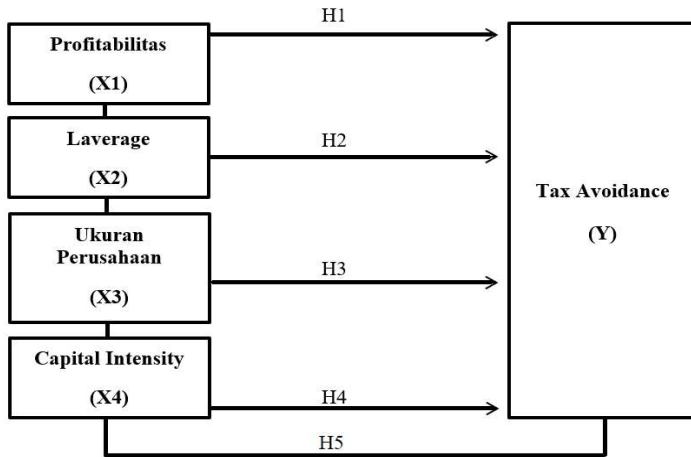 H1
Profitabilitas
(X1)
Laverage
(X2)
H2
Ukuran
Perusahaan
(X3)
H3
Capital Intensity
(X4)
H4
H5
Tax Avoidance
(Y)